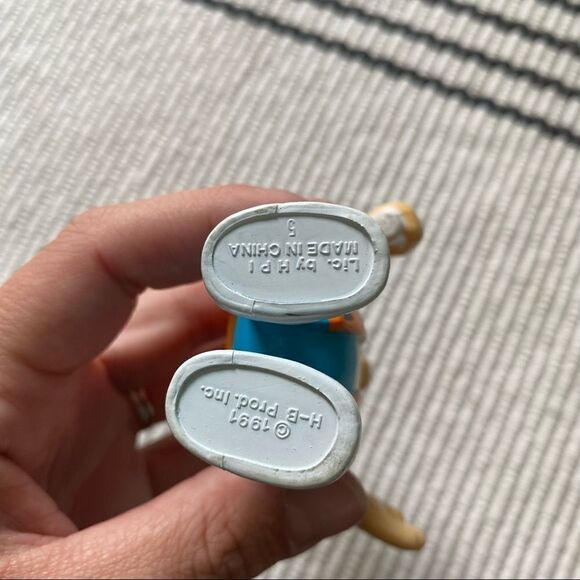 Lic. by H P I
MADE IN CHINA
5
© 1991
H-B Prod. Inc.